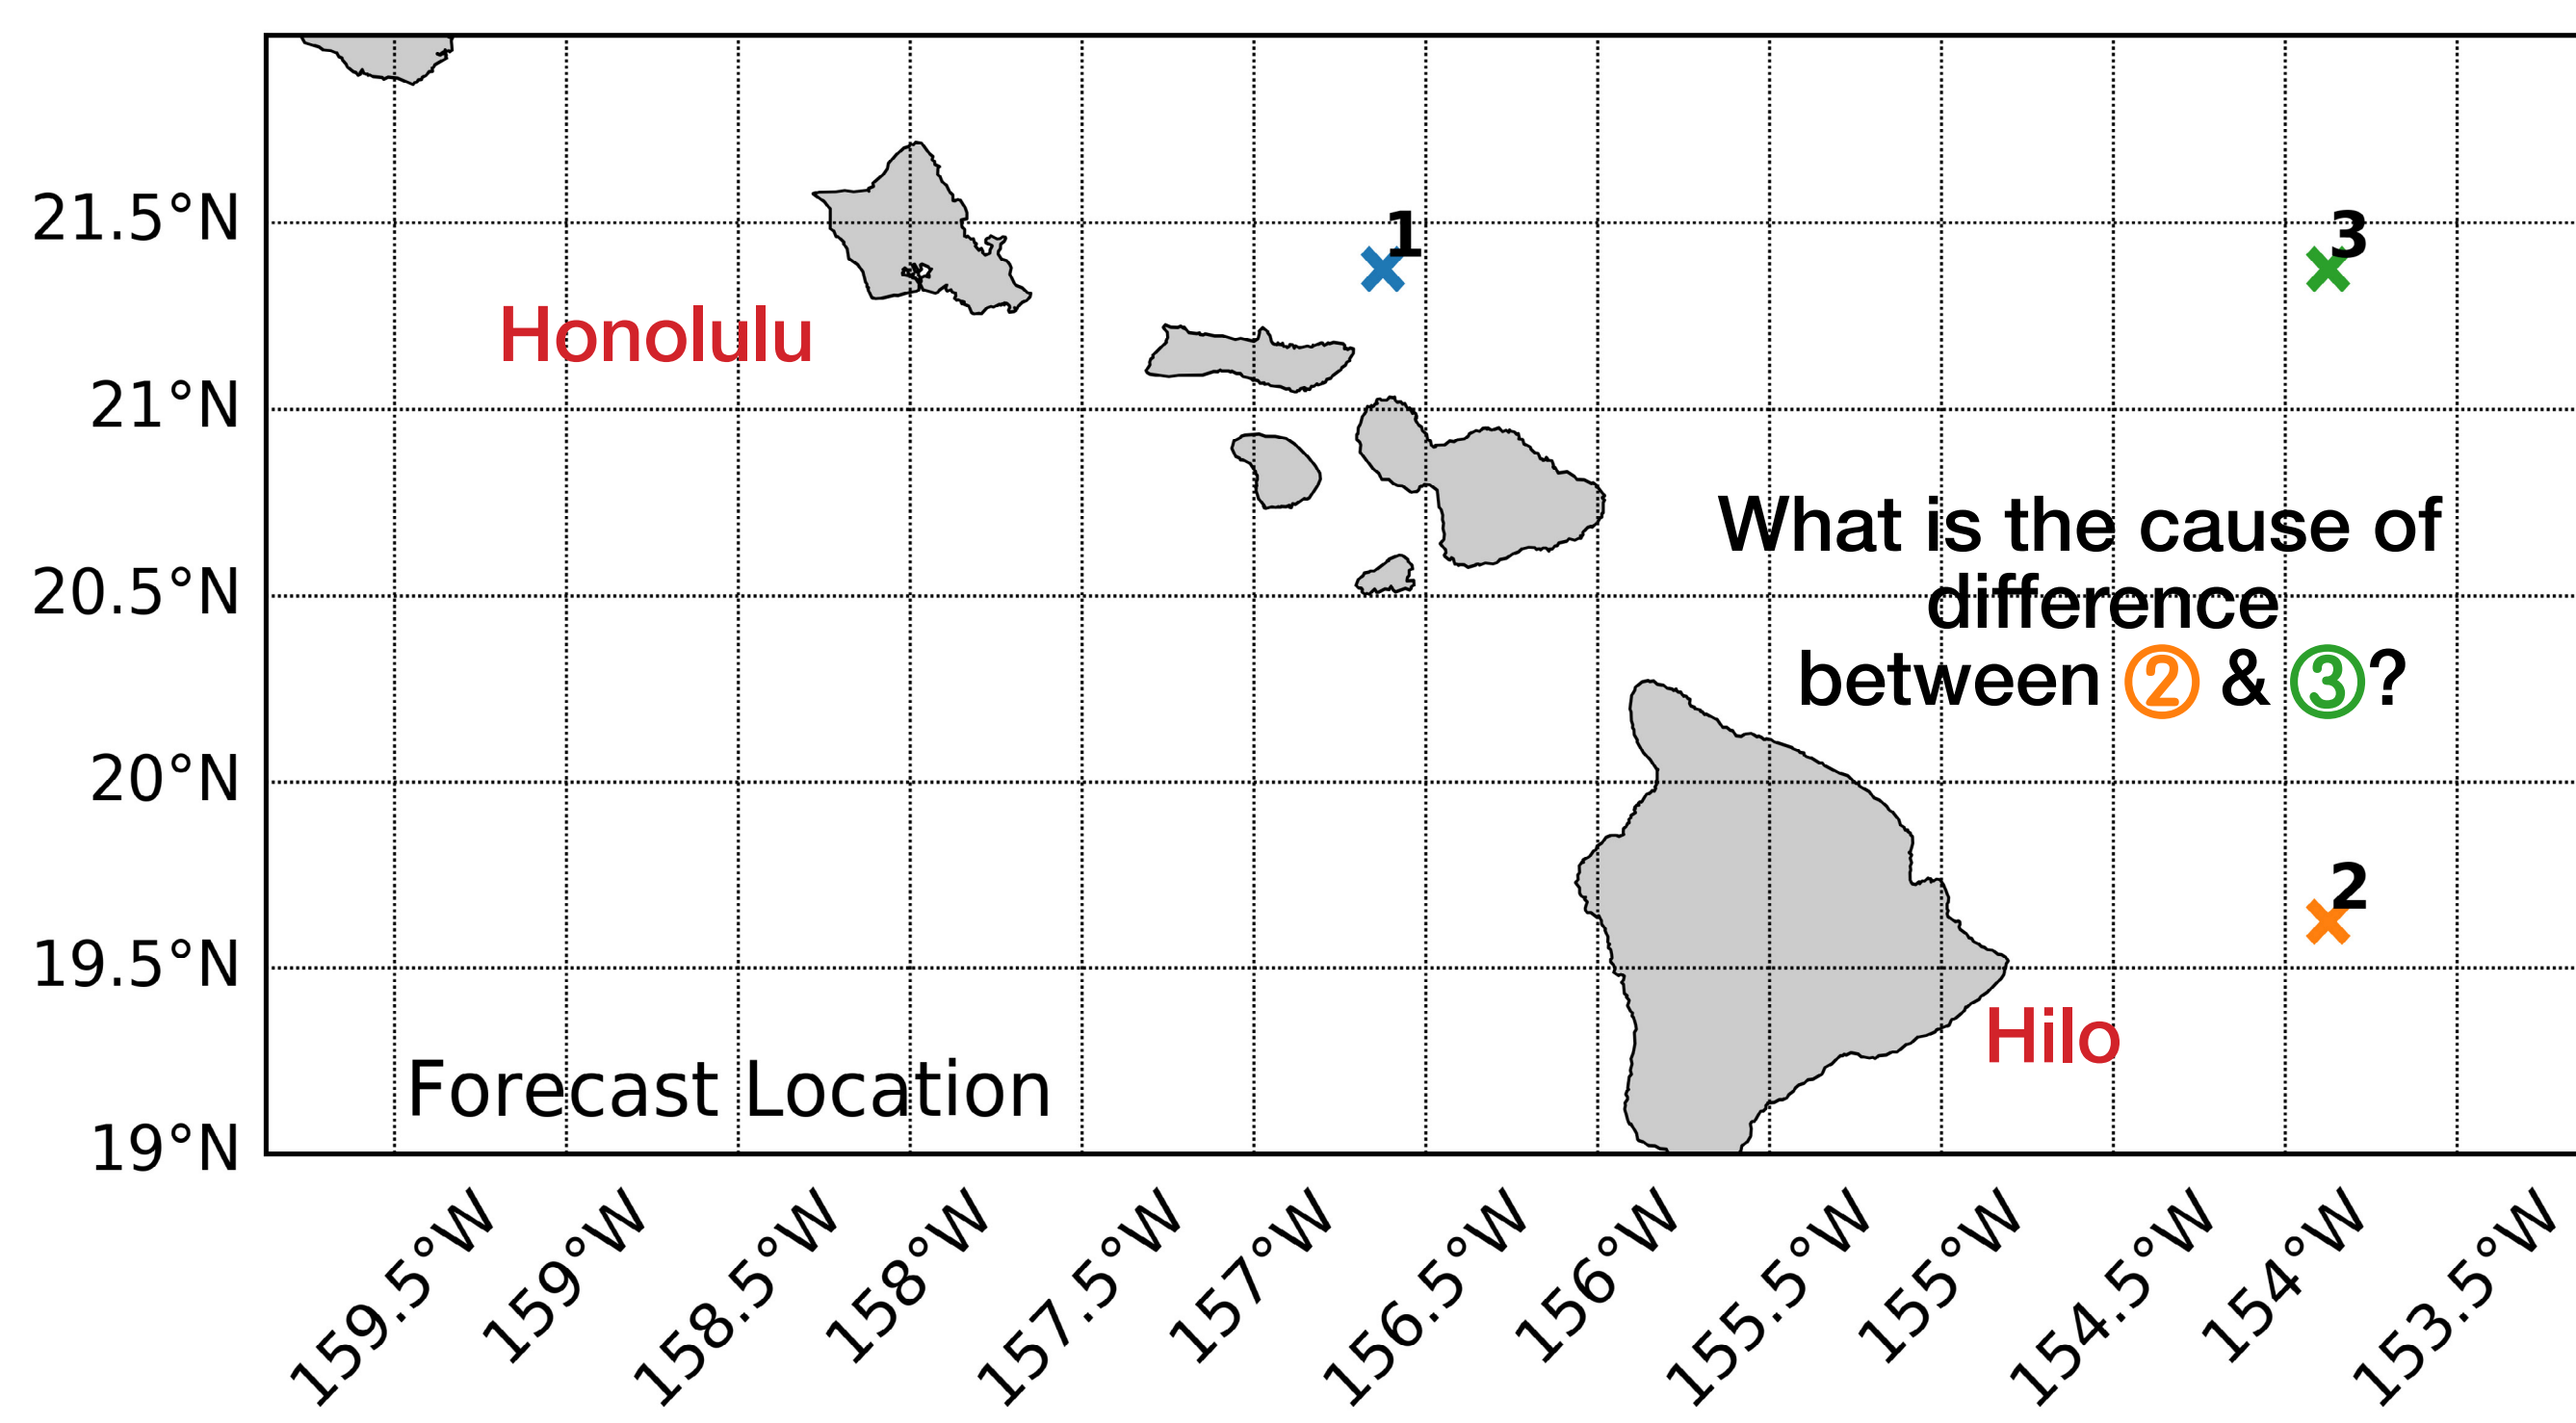 1
3
21.5°N
Honolulu
21°N
What is the cause of
difference
20.5°N
between ② & ③?
20°N
2
19.5°N
Hilo
Forecast Location
19°N
159.5°W
159°W
158.5°W
158°W
157.5°W
157°W
156.5°W
156°W
155.5°W
155°W
154.5°W
154°W
153.5°W